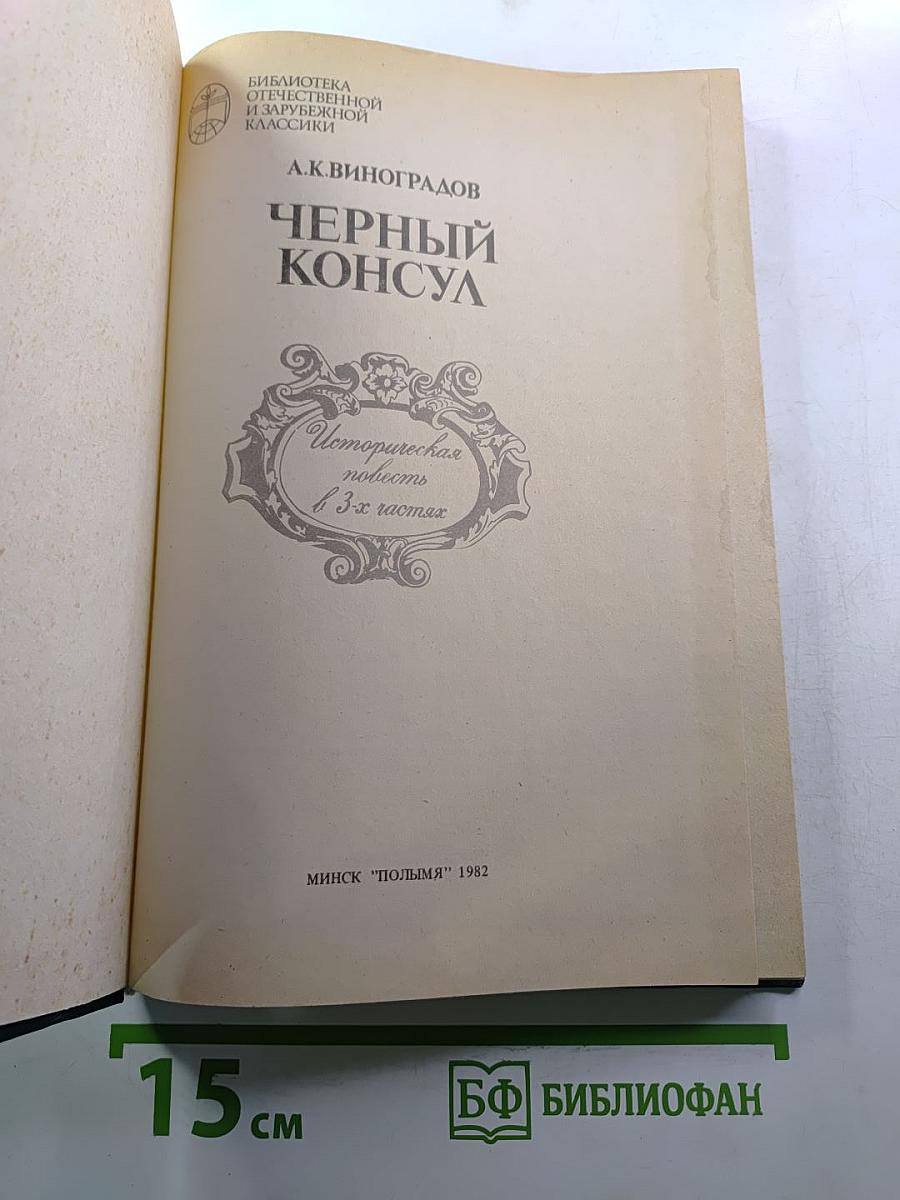 БИБЛИОТЕКА
ОТЕЧЕСТВЕННОЙ
И ЗАРУБЕЖНОЙ
КЛАССИКИ
А.К.ВИНОГРАДОВ
ЧЕРНЫЙ
КОНСУЛ
Историческая
повесть
в 3-х частях
МИНСК "ПОЛЫМЯ" 1982
15 см
БФ БИБЛИОФАН